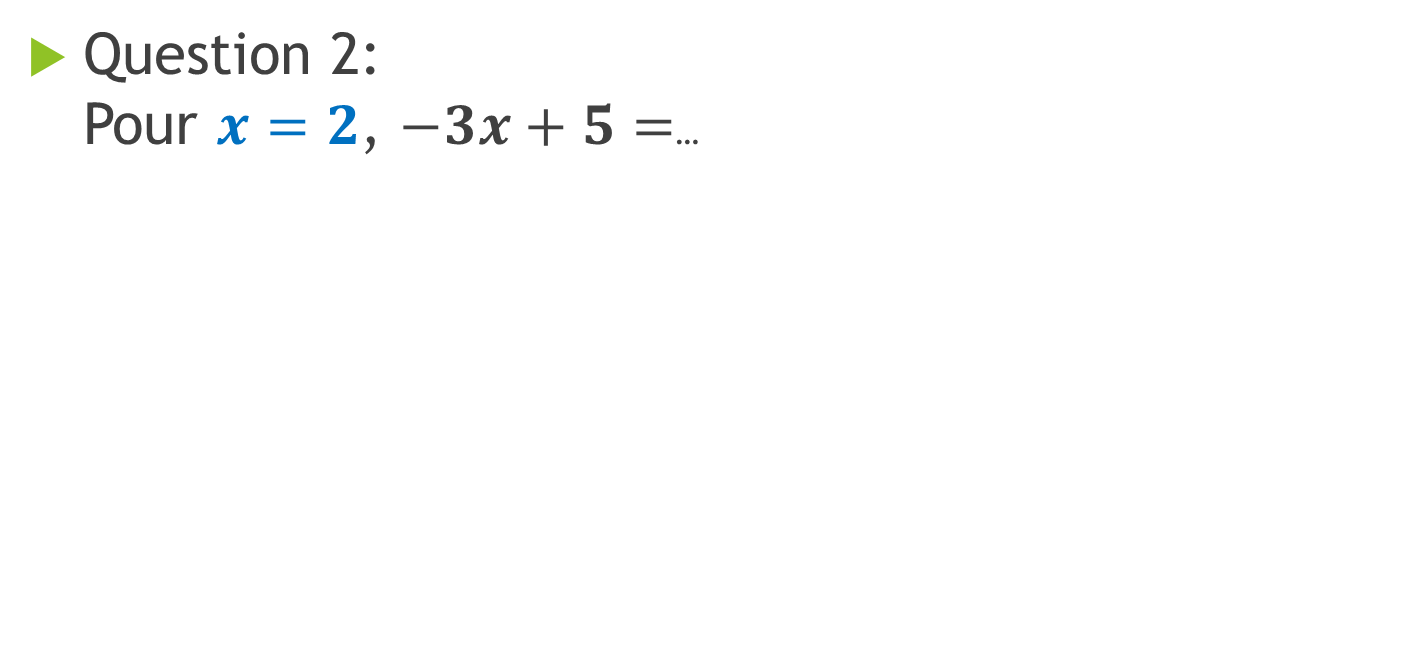 Question 2:
Pour x = 2, −3x + 5 =...